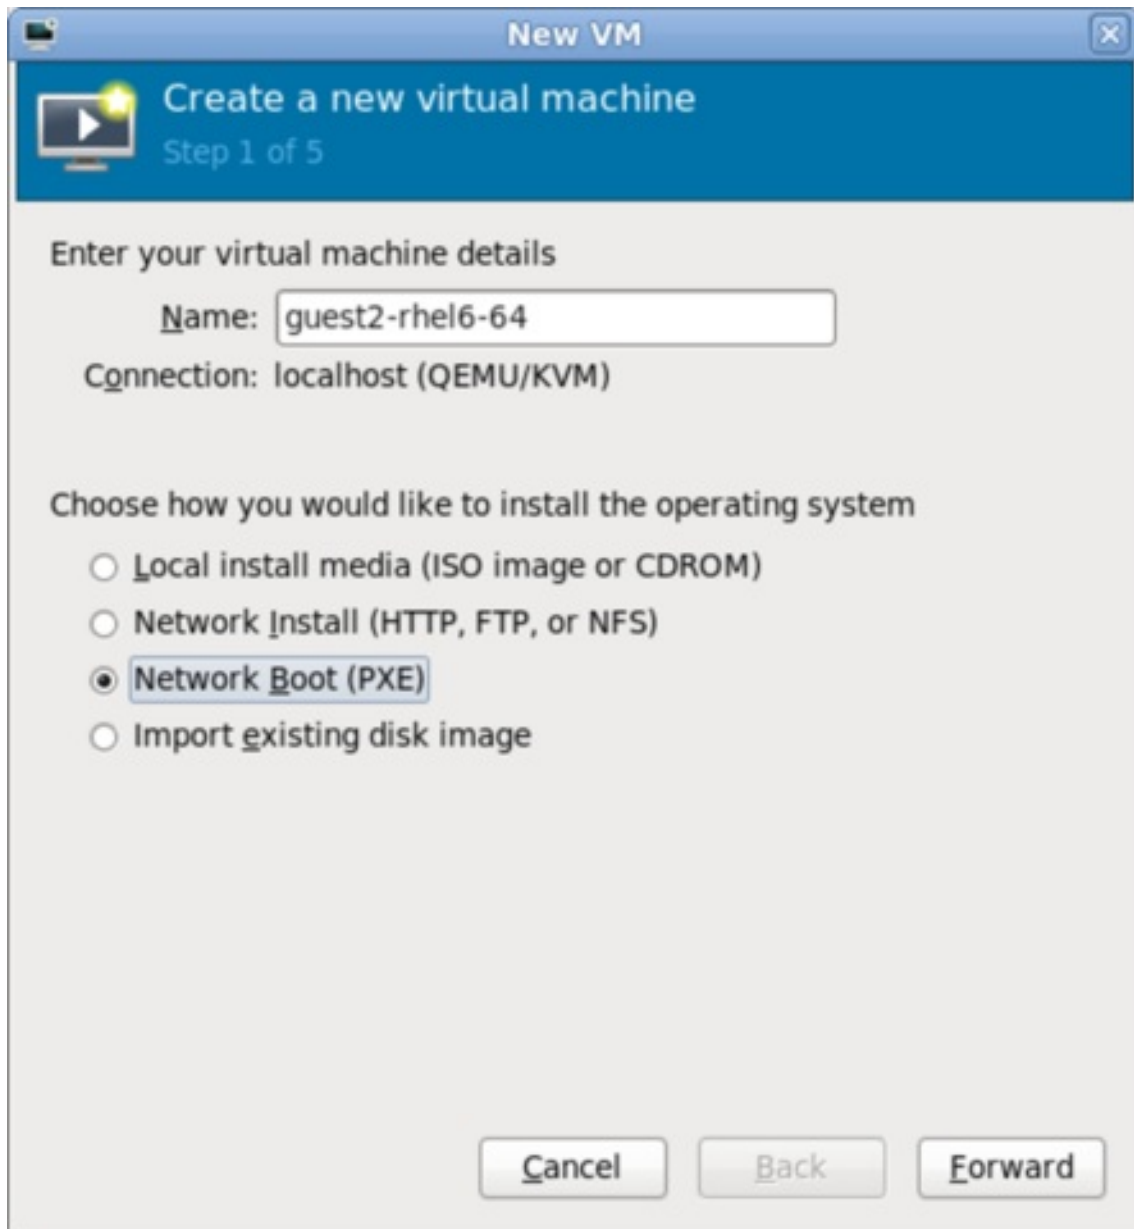 New VM
Create a new virtual machine
Step 1 of 5
Enter your virtual machine details
Name: guest2-rhel6-64
Connection: localhost (QEMU/KVM)
Choose how you would like to install the operating system
Local install media (ISO image or CDROM)
Network Install (HTTP, FTP, or NFS)
Network Boot (PXE)
Import existing disk image
Cancel Back Forward